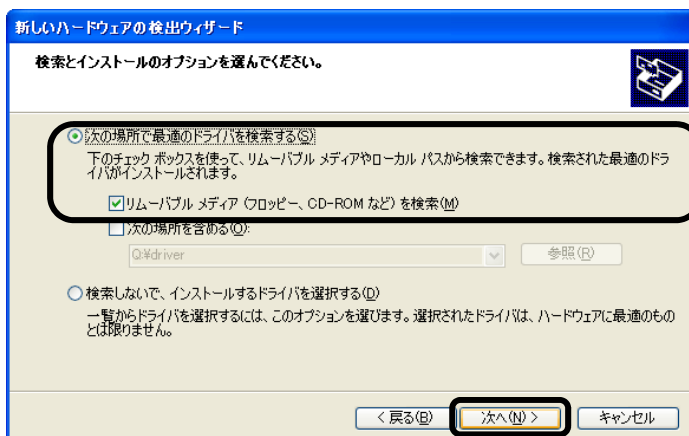 新しいハードウェアの検出ウィザード
検索とインストールのオプションを選んでください。
次の場所で最適のドライバを検索する(S)
下のチェック ボックスを使って、リムーバブル メディアやローカル パスから検索できます。検索された最適のドラ
イバがインストールされます。
リムーバブル メディア (フロッピー、CD-ROM など) を検索(M)
次の場所を含める(O):
Q:¥driver
参照(R)
検索しないで、インストールするドライバを選択する(D)
一覧からドライバを選択するには、このオプションを選びます。選択されたドライバは、ハードウェアに最適のもの
とは限りません。
< 戻る(B)
次へ(N) >
キャンセル